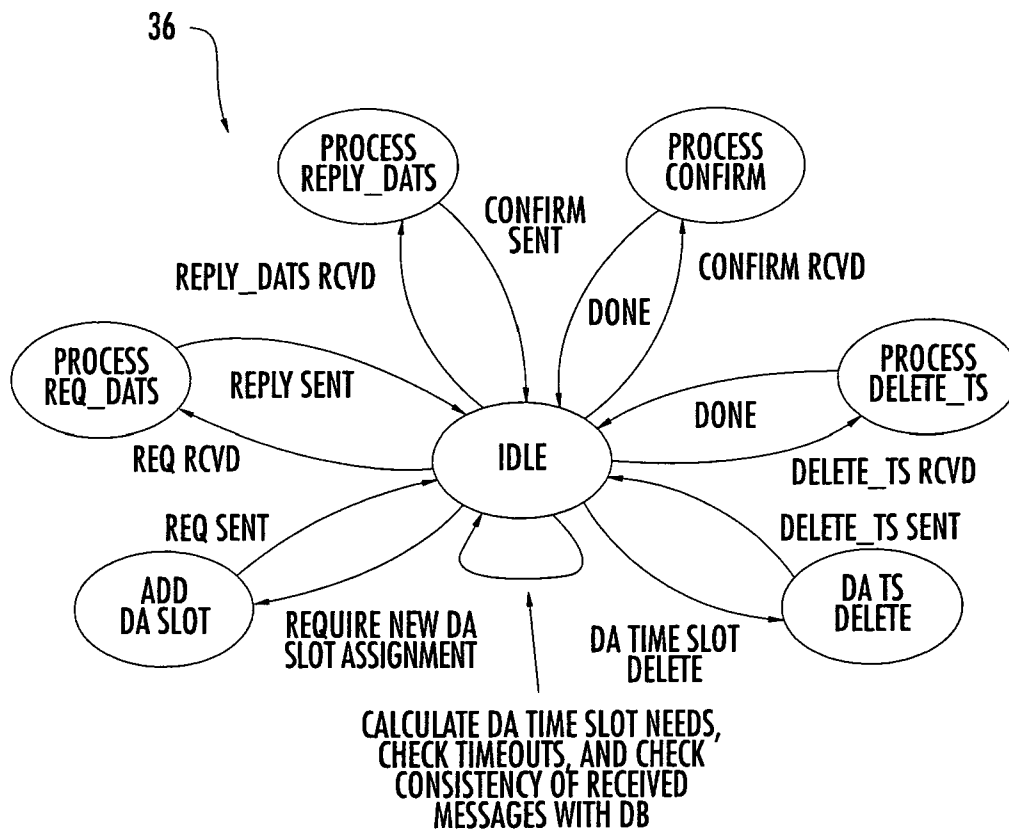 36
PROCESS
REPLY_DATS
PROCESS
CONFIRM
CONFIRM
SENT
REPLY_DATS RCVD
CONFIRM RCVD
DONE
PROCESS
REQ_DATS
REPLY SENT
PROCESS
DELETE_TS
DONE
REQ RCVD
IDLE
DELETE_TS RCVD
REQ SENT
DELETE_TS SENT
ADD
DA SLOT
REQUIRE NEW DA
SLOT ASSIGNMENT
DA TIME SLOT
DELETE
DA TS
DELETE
CALCULATE DA TIME SLOT NEEDS,
CHECK TIMEOUTS, AND CHECK
CONSISTENCY OF RECEIVED
MESSAGES WITH DB